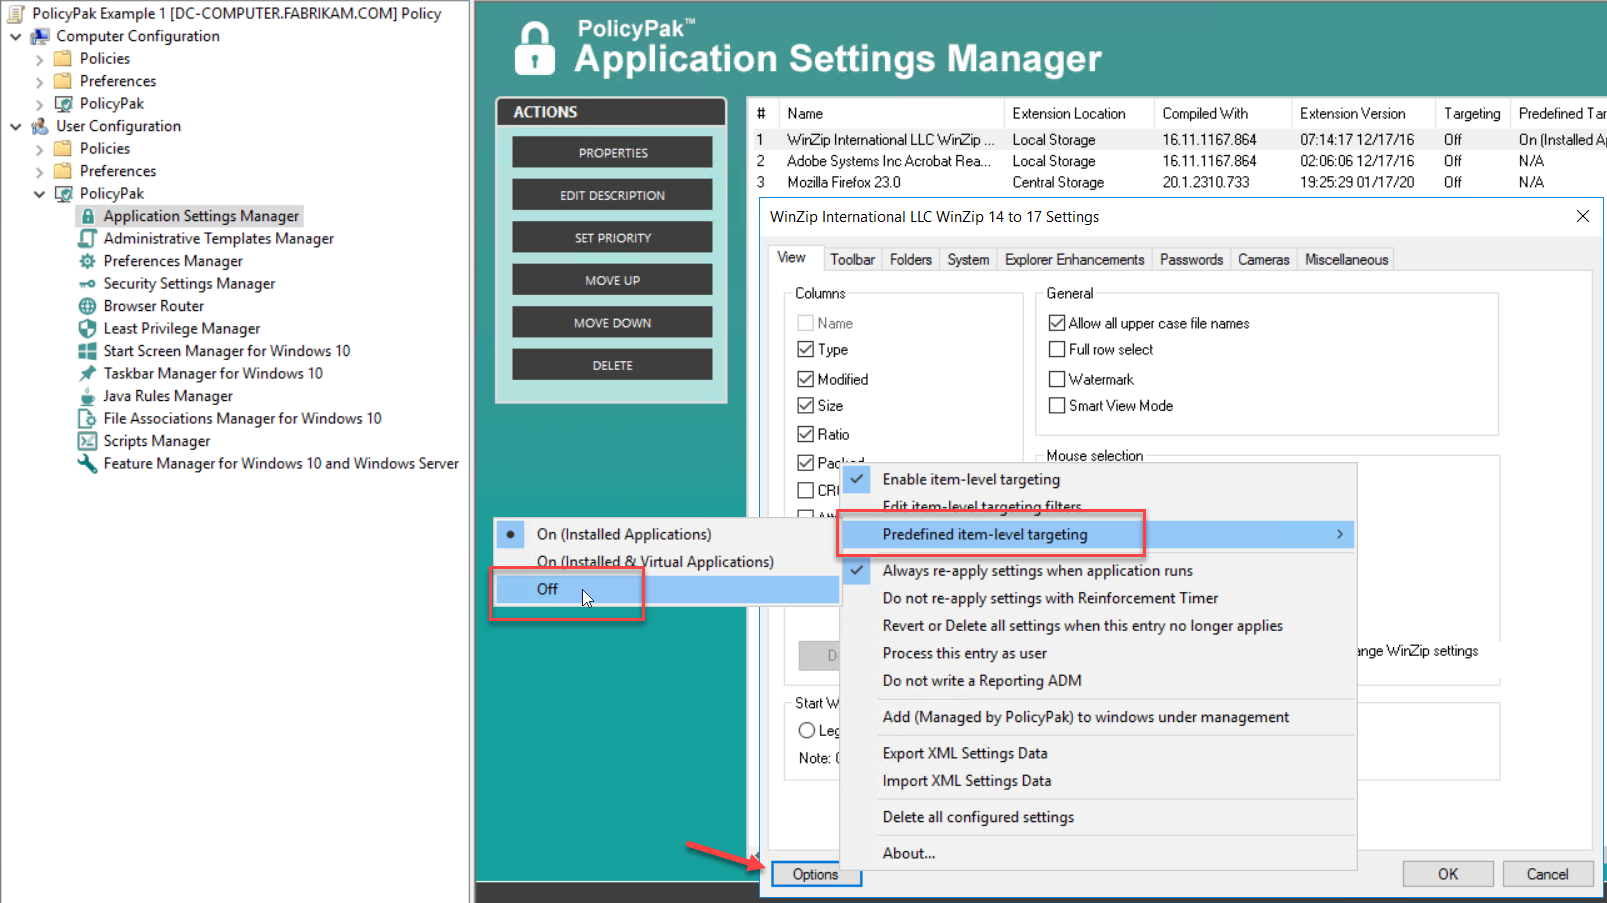 PolicyPak Example 1 [DC-COMPUTER.FABRIKAM.COM] Policy
Computer Configuration
Policies
Preferences
PolicyPak
User Configuration
Policies
Preferences
PolicyPak
Application Settings Manager
Administrative Templates Manager
Preferences Manager
Security Settings Manager
Browser Router
Least Privilege Manager
Start Screen Manager for Windows 10
Taskbar Manager for Windows 10
Java Rules Manager
File Associations Manager for Windows 10
Scripts Manager
Feature Manager for Windows 10 and Windows Server
PolicyPak™
Application Settings Manager
ACTIONS
PROPERTIES
EDIT DESCRIPTION
SET PRIORITY
MOVE UP
MOVE DOWN
DELETE
# Name Extension Location Compiled With Extension Version Targeting Predefined Tar
1 WinZip International LLC WinZip ... Local Storage 16.11.1167.864 07:14:17 12/17/16 Off On (Installed Ap
2 Adobe Systems Inc Acrobat Rea... Local Storage 16.11.1167.864 02:06:06 12/17/16 Off N/A
3 Mozilla Firefox 23.0 Central Storage 20.1.2310.733 19:25:29 01/17/20 Off N/A
WinZip International LLC WinZip 14 to 17 Settings
View Toolbar Folders System Explorer Enhancements Passwords Cameras Miscellaneous
Columns
Name
Type
Modified
Size
Ratio
General
Allow all upper case file names
Full row select
Watermark
Smart View Mode
Mouse selection
ange WinZip settings
Start W
Leg
Note:
Enable item-level targeting
Edit item-level targeting filters
Predefined item-level targeting
Always re-apply settings when application runs
Do not re-apply settings with Reinforcement Timer
Revert or Delete all settings when this entry no longer applies
Process this entry as user
Do not write a Reporting ADM
Add (Managed by PolicyPak) to windows under management
Export XML Settings Data
Import XML Settings Data
Delete all configured settings
About...
On (Installed Applications)
On (Installed & Virtual Applications)
Off
Options
OK
Cancel